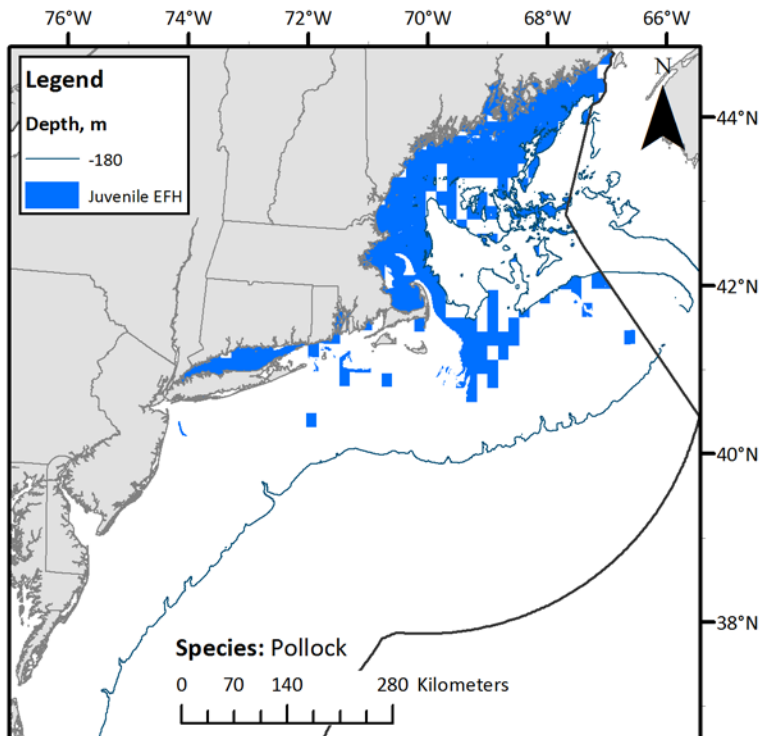 76°W 74°W 72°W 70°W 68°W 66°W
Legend
Depth, m
-180
Juvenile EFH
N
44°N
42°N
40°N
38°N
Species: Pollock
0 70 140 280 Kilometers